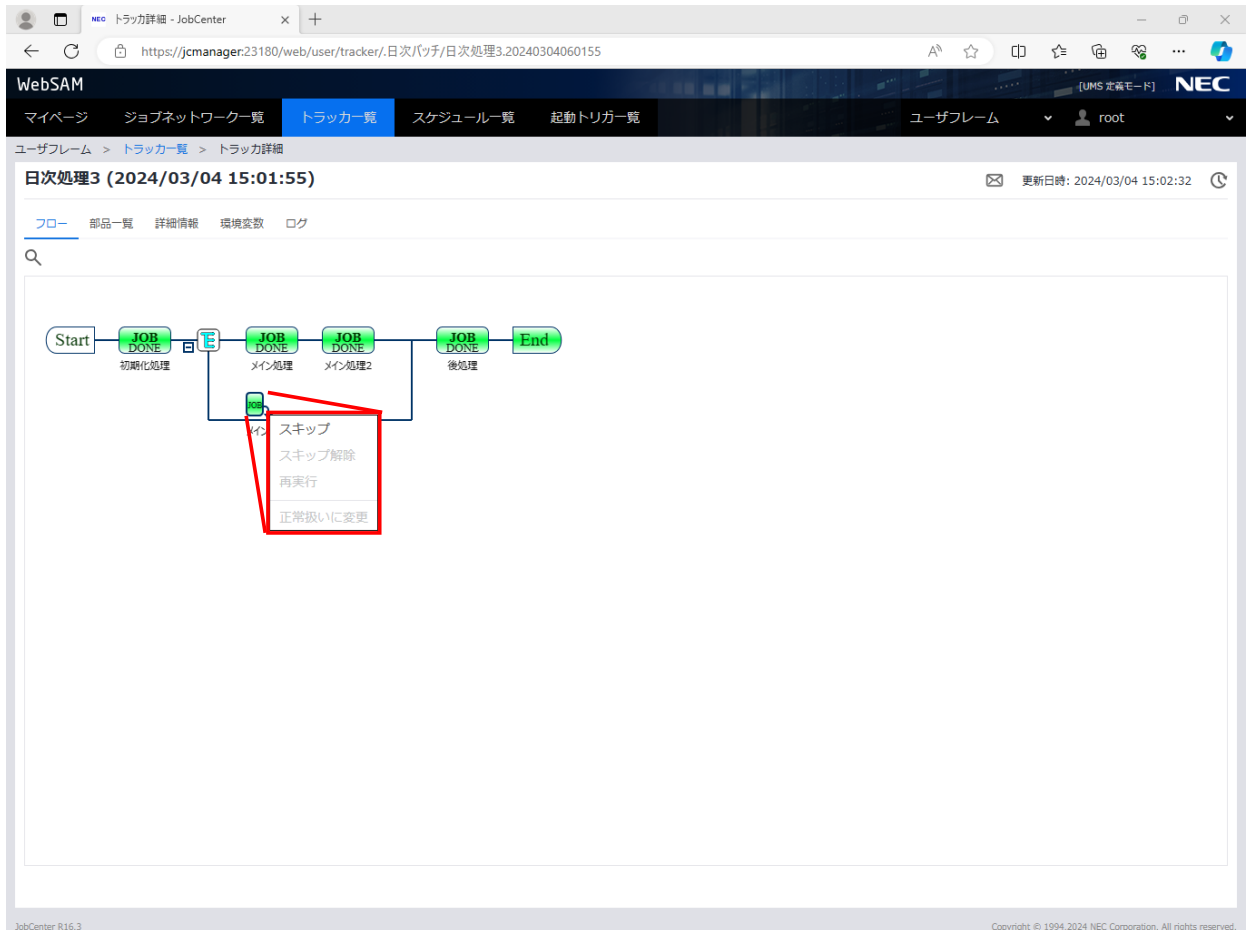 NEC トラッカ詳細 - JobCenter
https://jcmanager:23180/web/user/tracker/.日次バッチ/日次処理3.20240304060155
WebSAM
[UMS 定義モード] NEC
マイページ ジョブネットワーク一覧 トラッカ一覧 スケジュール一覧 起動トリガ一覧 ユーザフレーム root
ユーザフレーム > トラッカ一覧 > トラッカ詳細
日次処理3 (2024/03/04 15:01:55)
更新日時: 2024/03/04 15:02:32
フロー 部品一覧 詳細情報 環境変数 ログ
Start JOB DONE E JOB DONE JOB DONE JOB DONE End
初期化処理 メイン処理 メイン処理2 後処理
JOB
メイン
スキップ
スキップ解除
再実行
正常扱いに変更
JobCenter R16.3
Copyright © 1994,2024 NEC Corporation. All rights reserved.